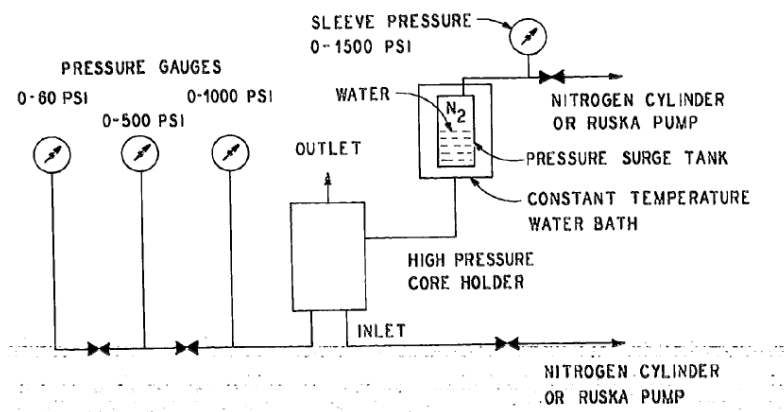 SLEEVE PRESSURE
0-1500 PSI
PRESSURE GAUGES
0-60 PSI
0-500 PSI
0-1000 PSI
WATER
N2
NITROGEN CYLINDER
OR RUSKA PUMP
PRESSURE SURGE TANK
CONSTANT TEMPERATURE
WATER BATH
OUTLET
HIGH PRESSURE
CORE HOLDER
INLET
NITROGEN CYLINDER
OR RUSKA PUMP